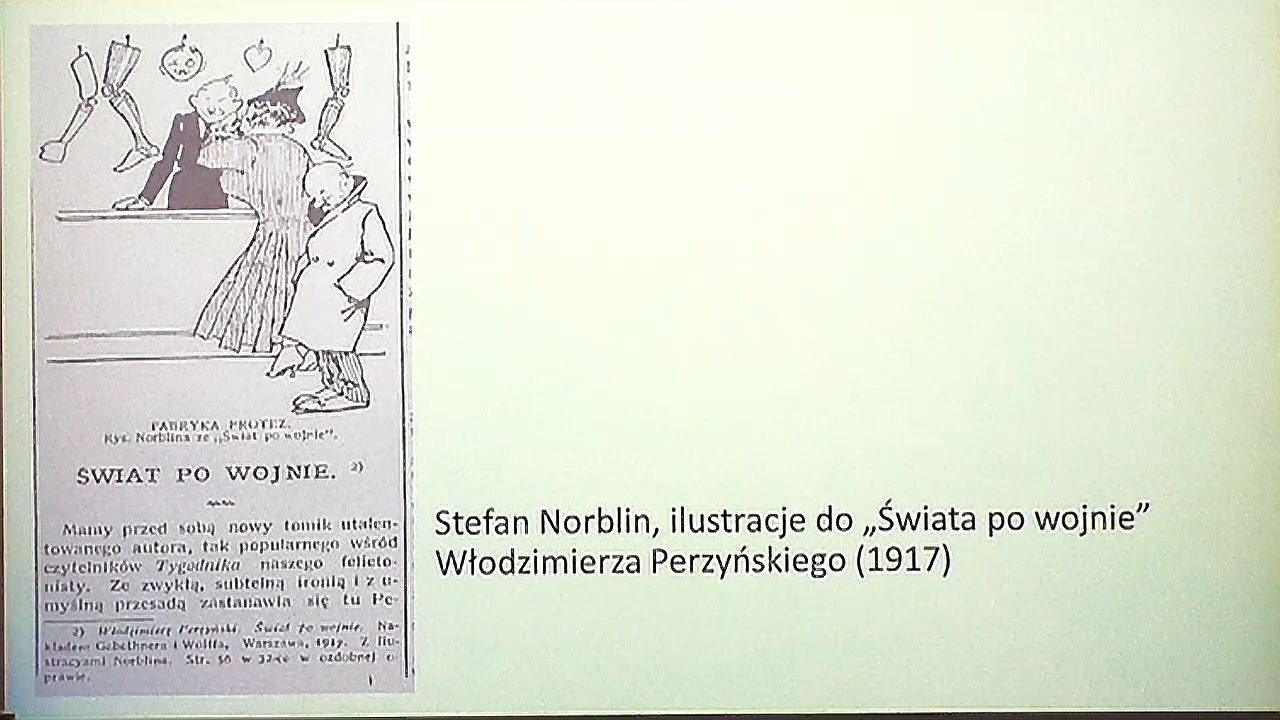 FABRYKA PROTEZ.
Rys. Norblina ze „Świat po wojnie”.
ŚWIAT PO WOJNIE. 2)
Mamy przed sobą nowy tomik utalen-
towanego autora, tak popularnego wśród
czytelników Tygodnika naszego felieto-
nisty. Ze zwykłą, subtelną ironią i z u-
myślną przesadą zastanawia się tu Pe-
2) Włodzimierz Perzyński. Świat po wojnie. Na-
kładem Gebethnera i Wolffa, Warszawa, 1917. Z ilu-
stracyami Norblina. Str. 50 w 32-ce w ozdobnej o-
prawie.
Stefan Norblin, ilustracje do „Świata po wojnie”
Włodzimierza Perzyńskiego (1917)